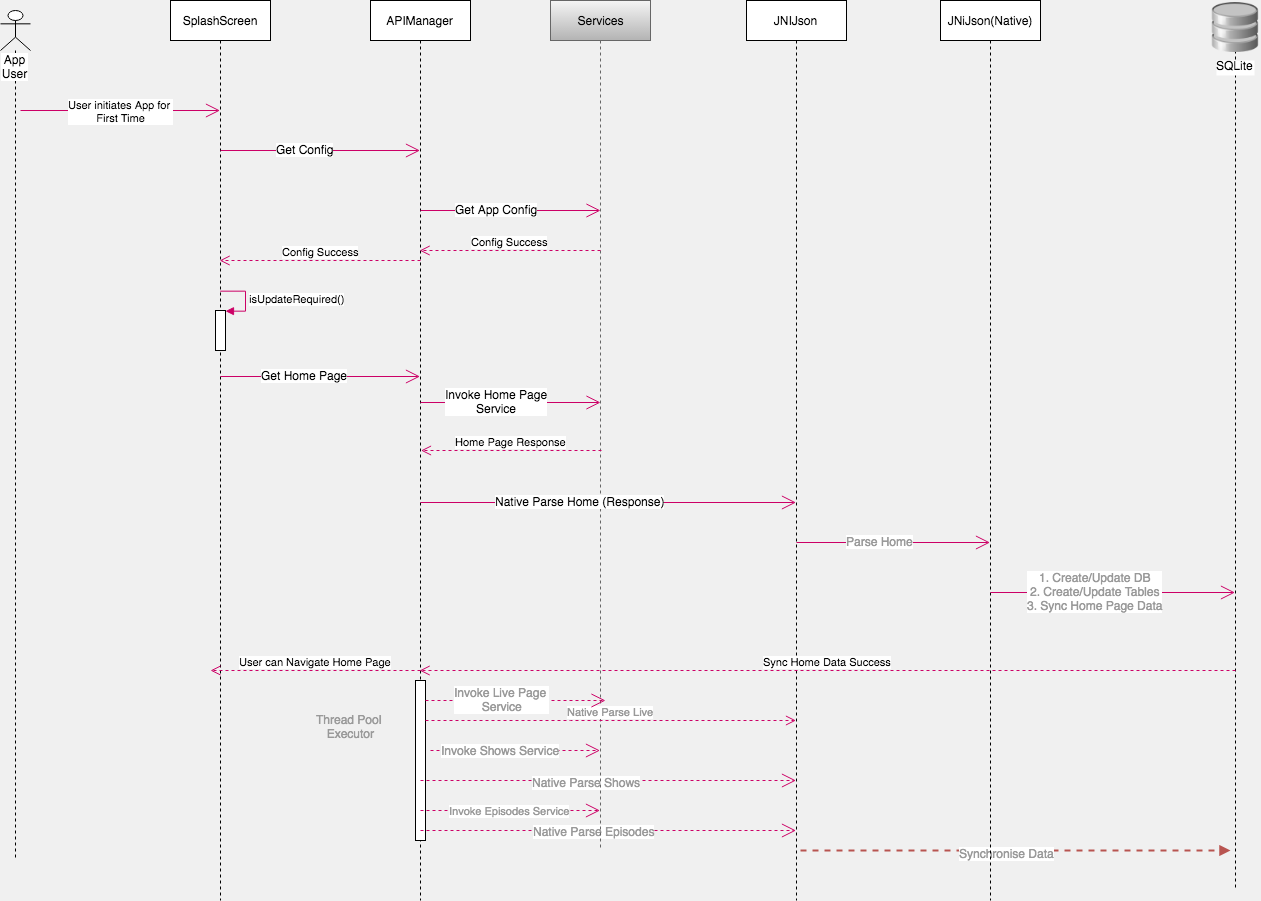 SplashScreen
APIManager
Services
JNIJson
JNiJson(Native)
App
User
SQLite
User initiates App for
First Time
Get Config
Get App Config
Config Success
Config Success
isUpdateRequired()
Get Home Page
Invoke Home Page
Service
Home Page Response
Native Parse Home (Response)
Parse Home
1. Create/Update DB
2. Create/Update Tables
3. Sync Home Page Data
User can Navigate Home Page
Sync Home Data Success
Invoke Live Page
Service
Native Parse Live
Thread Pool
Executor
Invoke Shows Service
Native Parse Shows
Invoke Episodes Service
Native Parse Episodes
Synchronise Data